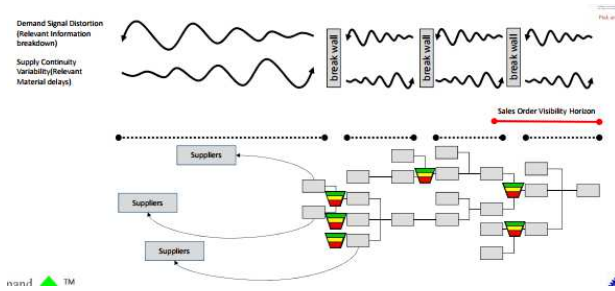 Demand Signal Distortion
(Relevant Information
breakdown)
Supply Continuity
Variability(Relevant
Material delays)
break wall
break wall
break wall
Sales Order Visibility Horizon
Suppliers
Suppliers
Suppliers
TM